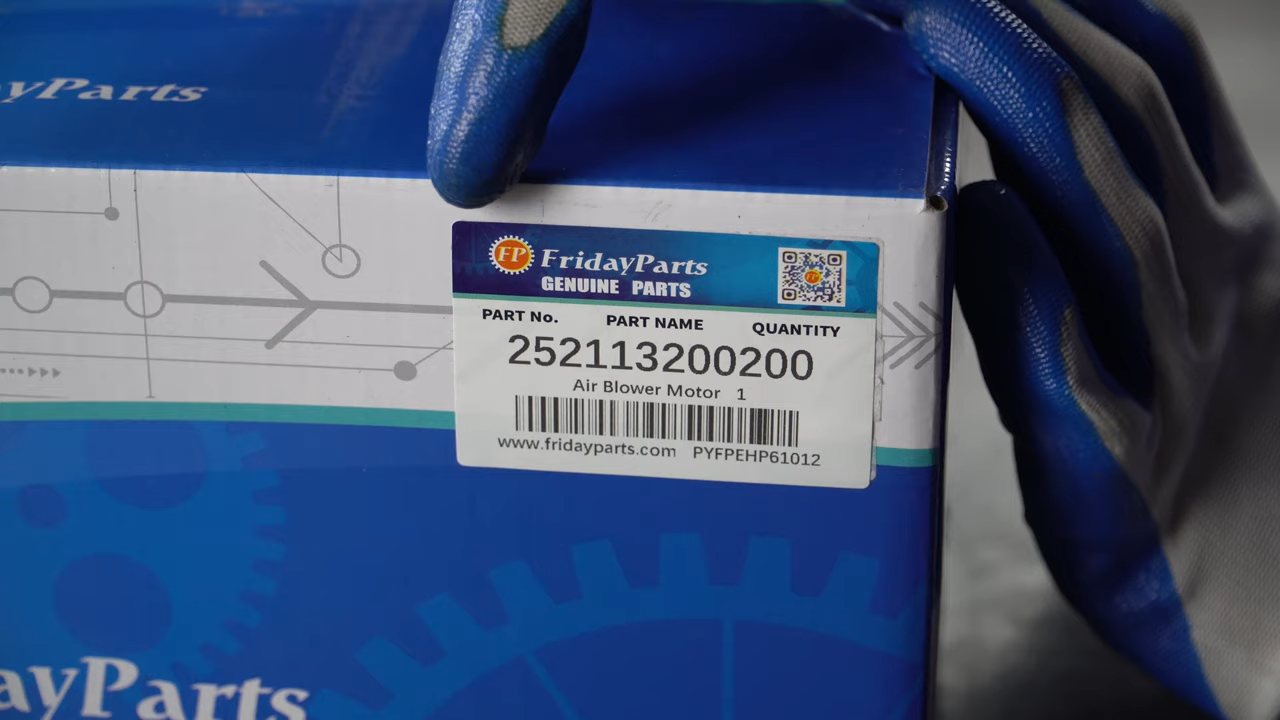 ayParts
FP FridayParts
GENUINE PARTS
PART No. PART NAME QUANTITY
252113200200
Air Blower Motor 1
www.fridayparts.com PYFPEHP61012
ayParts